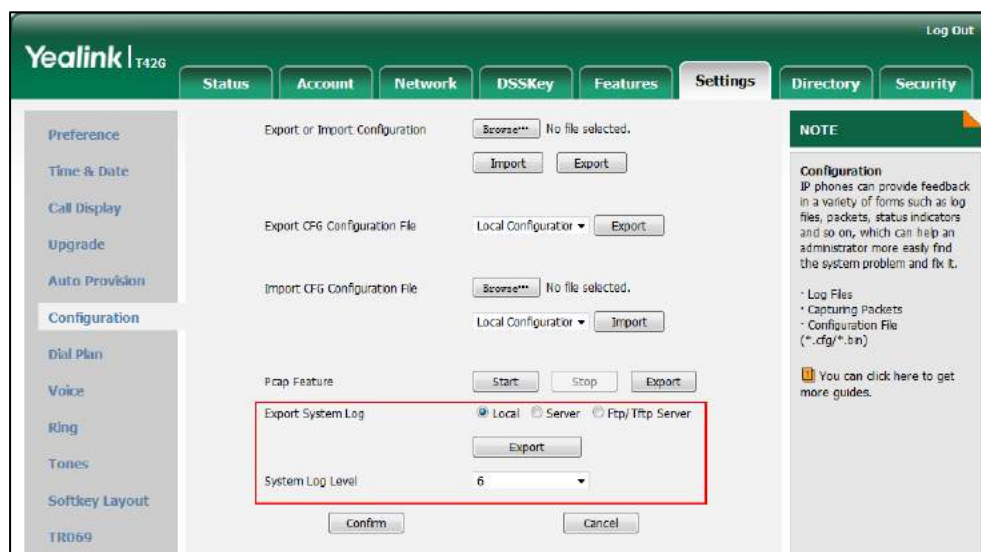 Log Out
Yealink T42G
Status Account Network DSSKey Features Settings Directory Security
Preference
Time & Date
Call Display
Upgrade
Auto Provision
Configuration
Dial Plan
Voice
Ring
Tones
Softkey Layout
TR069
Export or Import Configuration Browse... No file selected.
Import Export
Export CFG Configuration File Local Configuration Export
Import CFG Configuration File Browse... No file selected.
Local Configuration Import
Pcap Feature Start Stop Export
Export System Log Local Server Ftp/Tftp Server
Export
System Log Level 6
Confirm Cancel
NOTE
Configuration
IP phones can provide feedback
in a variety of forms such as log
files, packets, status indicators
and so on, which can help an
administrator more easily find
the system problem and fix it.
· Log Files
· Capturing Packets
· Configuration File
(*.cfg/*.bin)
You can click here to get
more guides.